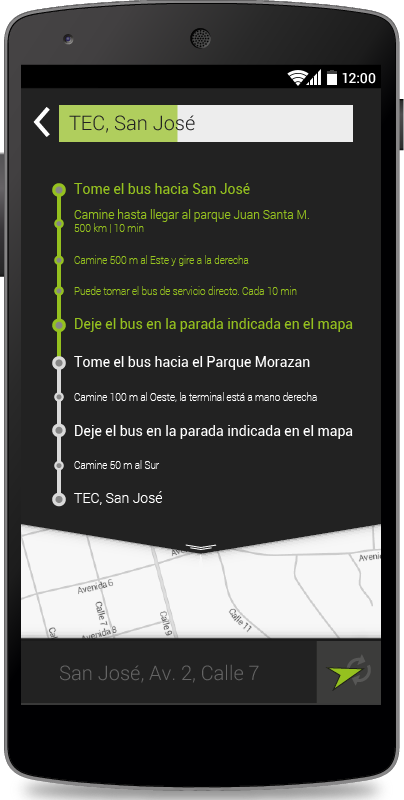 12:00
TEC, San José
Tome el bus hacia San José
Camine hasta llegar al parque Juan Santa M.
500 km | 10 min
Camine 500 m al Este y gire a la derecha
Puede tomar el bus de servicio directo. Cada 10 min
Deje el bus en la parada indicada en el mapa
Tome el bus hacia el Parque Morazan
Camine 100 m al Oeste, la terminal está a mano derecha
Deje el bus en la parada indicada en el mapa
Camine 50 m al Sur
TEC, San José
Avenida
Avenida 6
Calle 7
Calle 9
Calle 11
Avenida 8
San José, Av. 2, Calle 7